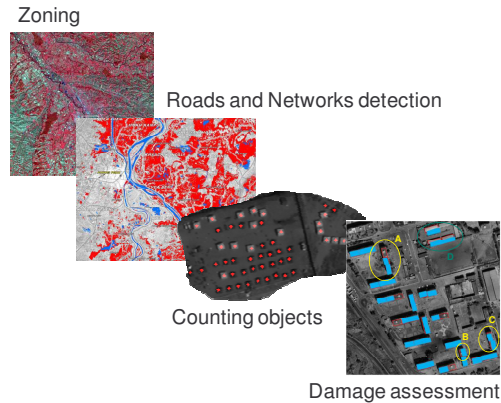 Zoning
Roads and Networks detection
Counting objects
A
D
C
B
Damage assessment